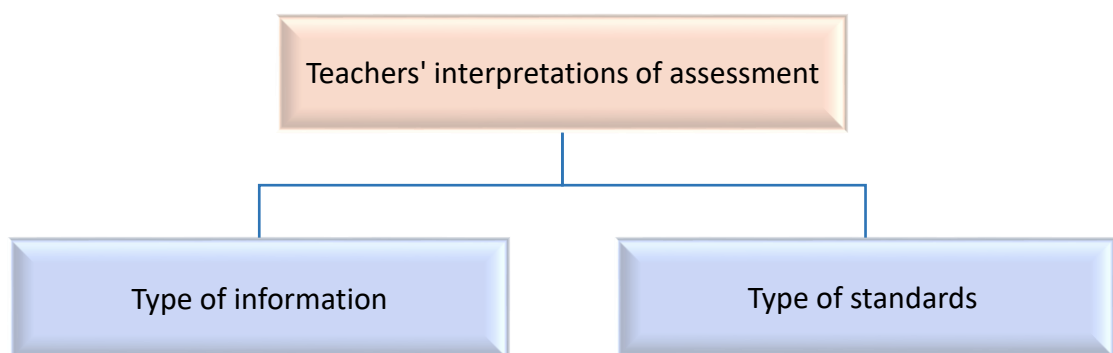 Teachers' interpretations of assessment
Type of information
Type of standards